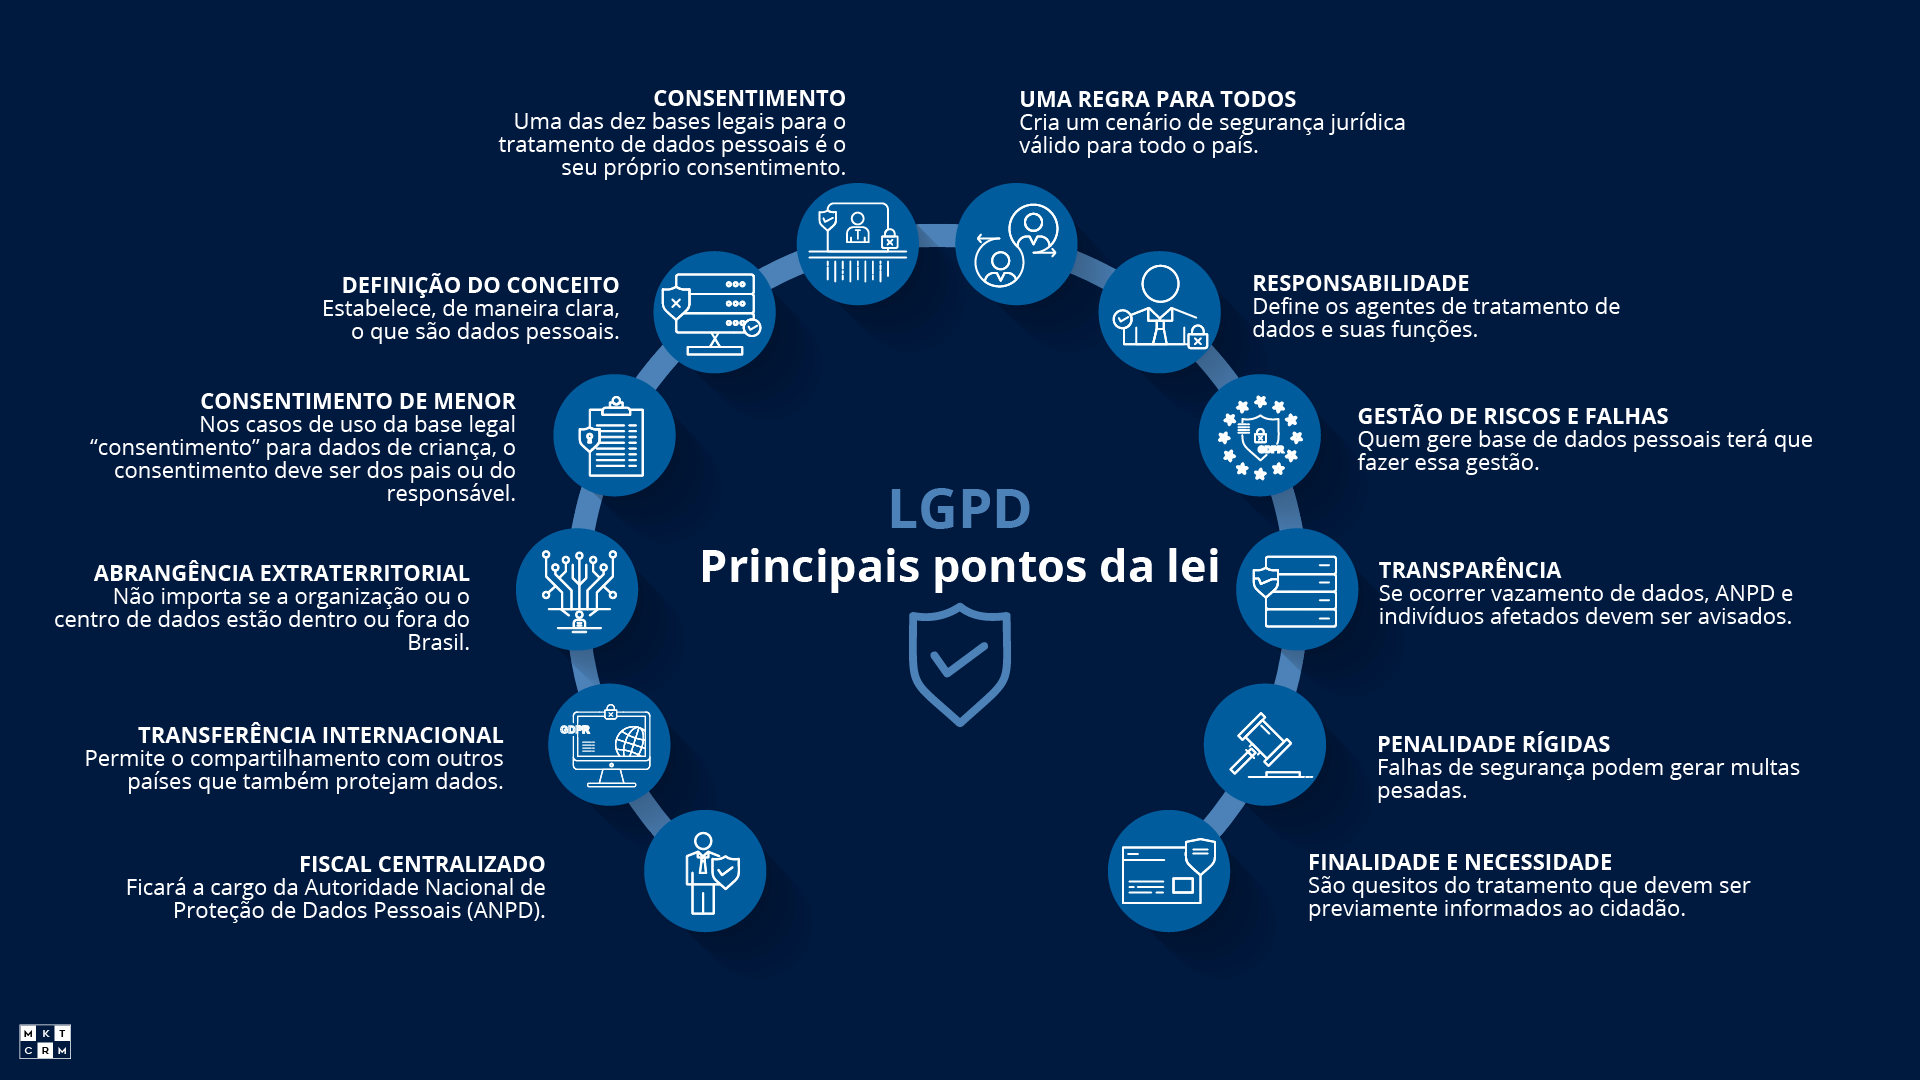 CONSENTIMENTO
Uma das dez bases legais para o
tratamento de dados pessoais é o
seu próprio consentimento.
UMA REGRA PARA TODOS
Cria um cenário de segurança jurídica
válido para todo o país.
DEFINIÇÃO DO CONCEITO
Estabelece, de maneira clara,
o que são dados pessoais.
RESPONSABILIDADE
Define os agentes de tratamento de
dados e suas funções.
CONSENTIMENTO DE MENOR
Nos casos de uso da base legal
“consentimento” para dados de criança, o
consentimento deve ser dos pais ou do
responsável.
GESTÃO DE RISCOS E FALHAS
Quem gere base de dados pessoais terá que
fazer essa gestão.
GDPR
LGPD
Principais pontos da lei
ABRANGÊNCIA EXTRATERRITORIAL
Não importa se a organização ou o
centro de dados estão dentro ou fora do
Brasil.
TRANSPARÊNCIA
Se ocorrer vazamento de dados, ANPD e
indivíduos afetados devem ser avisados.
TRANSFERÊNCIA INTERNACIONAL
Permite o compartilhamento com outros
países que também protejam dados.
GDPR
PENALIDADE RÍGIDAS
Falhas de segurança podem gerar multas
pesadas.
FISCAL CENTRALIZADO
Ficará a cargo da Autoridade Nacional de
Proteção de Dados Pessoais (ANPD).
FINALIDADE E NECESSIDADE
São quesitos do tratamento que devem ser
previamente informados ao cidadão.
MKT
CRM